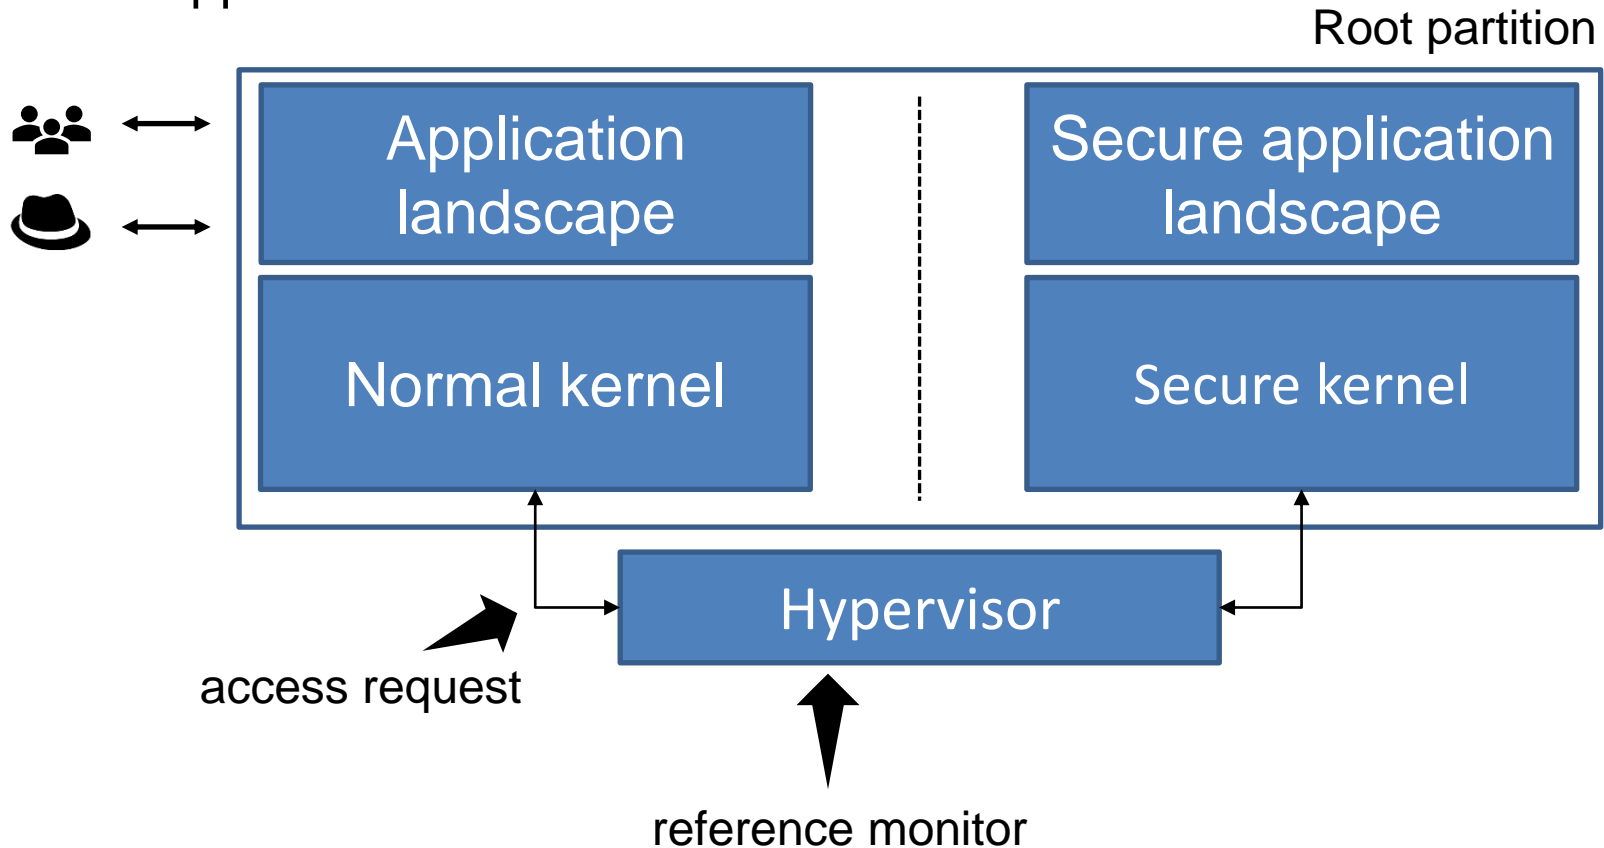 Root partition
Application
landscape
Secure application
landscape
Normal kernel
Secure kernel
Hypervisor
access request
reference monitor